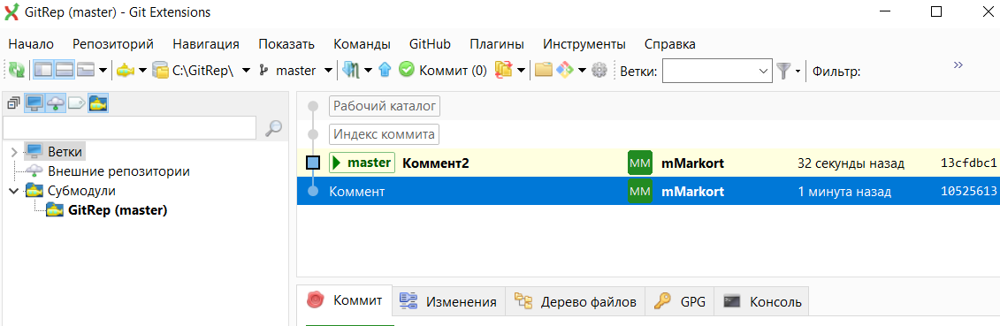 GitRep (master) - Git Extensions
Начало Репозиторий Навигация Показать Команды GitHub Плагины Инструменты Справка
C:\GitRep\ master Коммит (0) Ветки: Фильтр: »
Рабочий каталог
Индекс коммита
Ветки
master Коммент2 MM mMarkort 32 секунды назад 13cfdbc1
Внешние репозитории
Субмодули
Коммент MM mMarkort 1 минута назад 10525613
GitRep (master)
Коммит Изменения Дерево файлов GPG Консоль